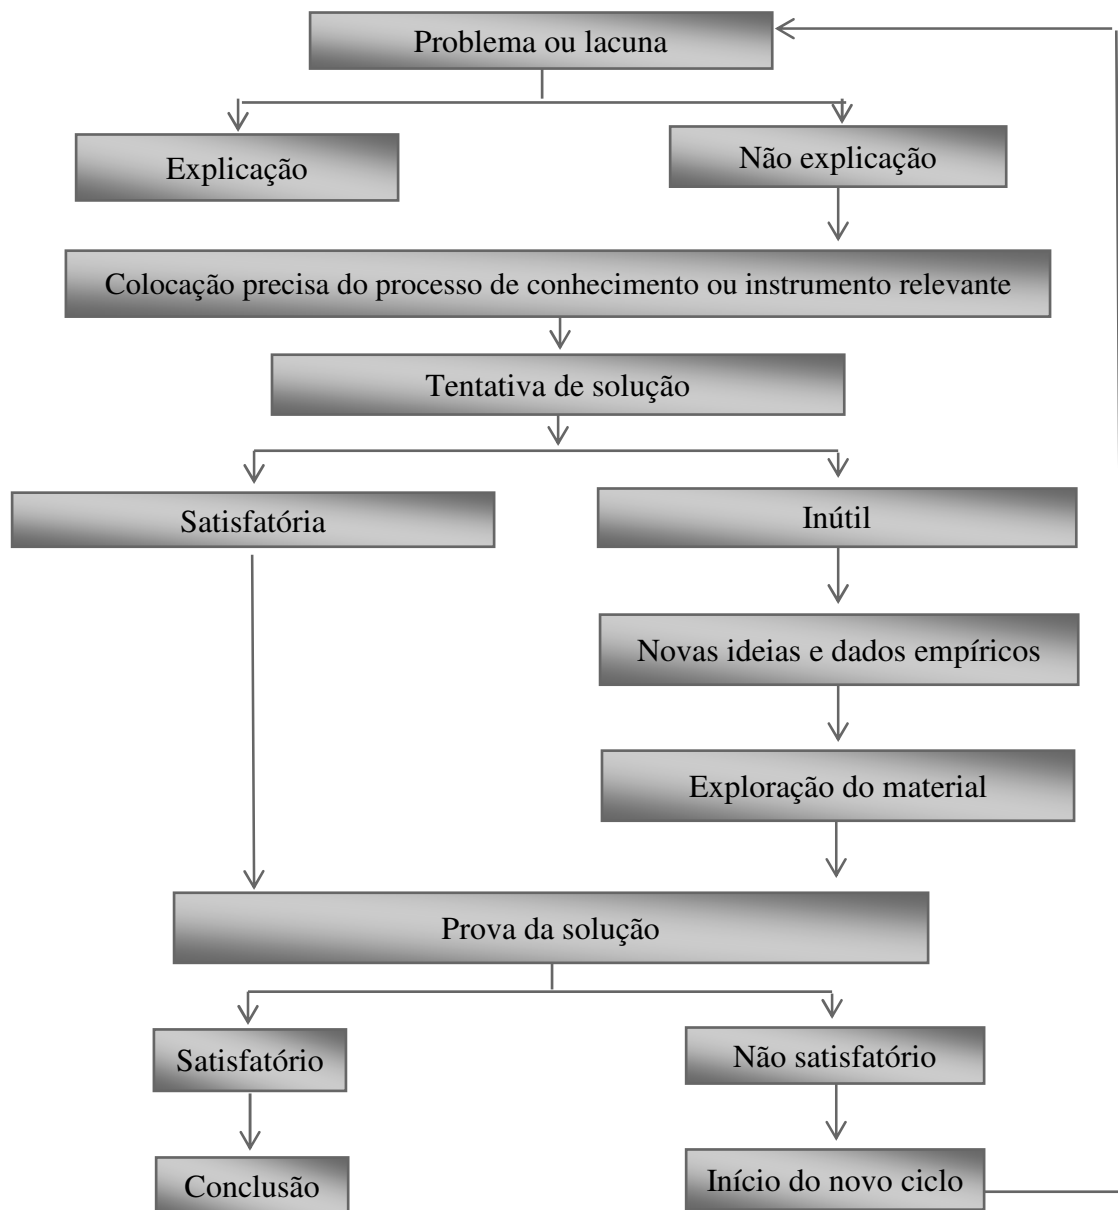 Problema ou lacuna
Explicação
Não explicação
Colocação precisa do processo de conhecimento ou instrumento relevante
Tentativa de solução
Satisfatória
Inútil
Novas ideias e dados empíricos
Exploração do material
Prova da solução
Satisfatório
Não satisfatório
Conclusão
Início do novo ciclo